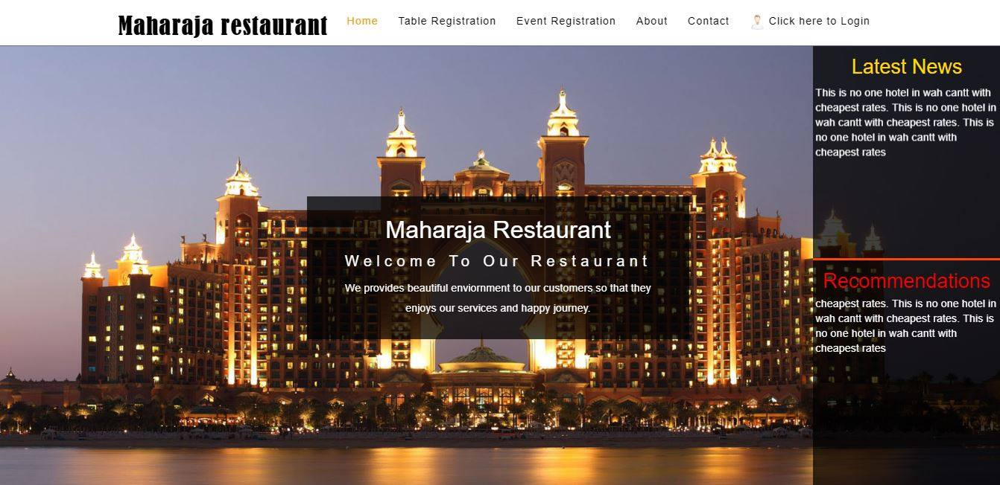 Maharaja restaurant
Home Table Registration Event Registration About Contact Click here to Login
Maharaja Restaurant
Welcome To Our Restaurant
We provides beautiful enviornment to our customers so that they
enjoys our services and happy journey.
Latest News
This is no one hotel in wah cantt with
cheapest rates. This is no one hotel in
wah cantt with cheapest rates. This is
no one hotel in wah cantt with
cheapest rates
Recommendations
cheapest rates. This is no one hotel in
wah cantt with cheapest rates. This is
no one hotel in wah cantt with
cheapest rates